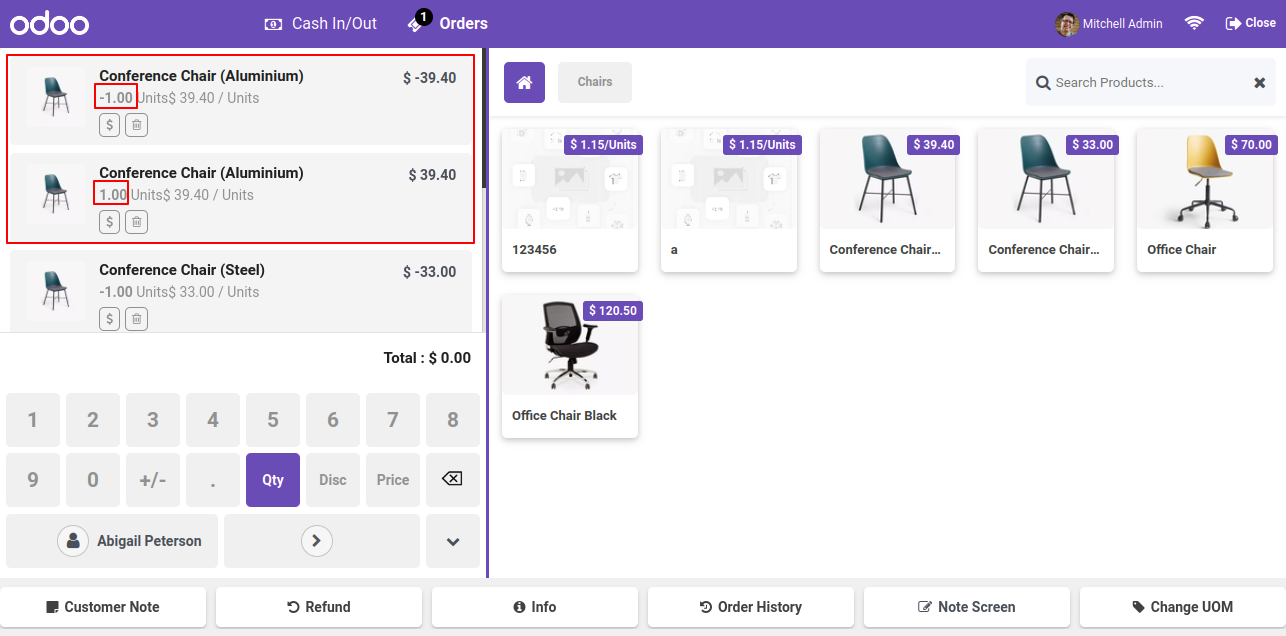 odoo
Cash In/Out
1
Orders
Mitchell Admin
Close
Conference Chair (Aluminium)
$ -39.40
-1.00 Units$ 39.40 / Units
$
Conference Chair (Aluminium)
$ 39.40
1.00 Units$ 39.40 / Units
$
Conference Chair (Steel)
$ -33.00
-1.00 Units$ 33.00 / Units
$
Total : $ 0.00
1 2 3 4 5 6 7 8
9 0 +/- . Qty Disc Price
Abigail Peterson
Chairs
Search Products...
$ 1.15/Units
123456
$ 1.15/Units
a
$ 39.40
Conference Chair...
$ 33.00
Conference Chair...
$ 70.00
Office Chair
$ 120.50
Office Chair Black
Customer Note
Refund
Info
Order History
Note Screen
Change UOM